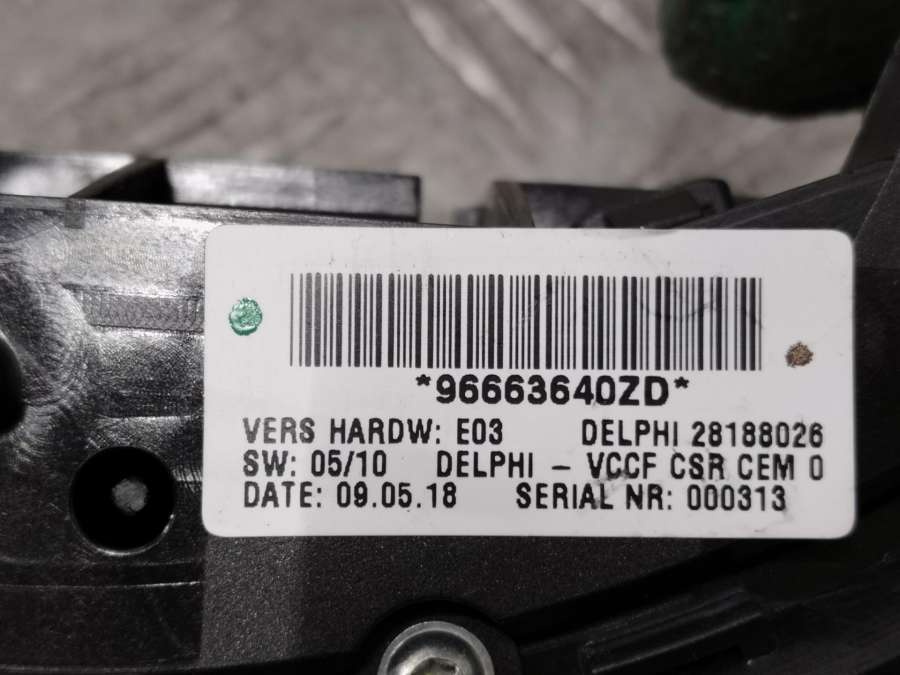 *96663640ZD*
VERS HARDW: E03 DELPHI 28188026
SW: 05/10 DELPHI - VCCF CSR CEM 0
DATE: 09.05.18 SERIAL NR: 000313